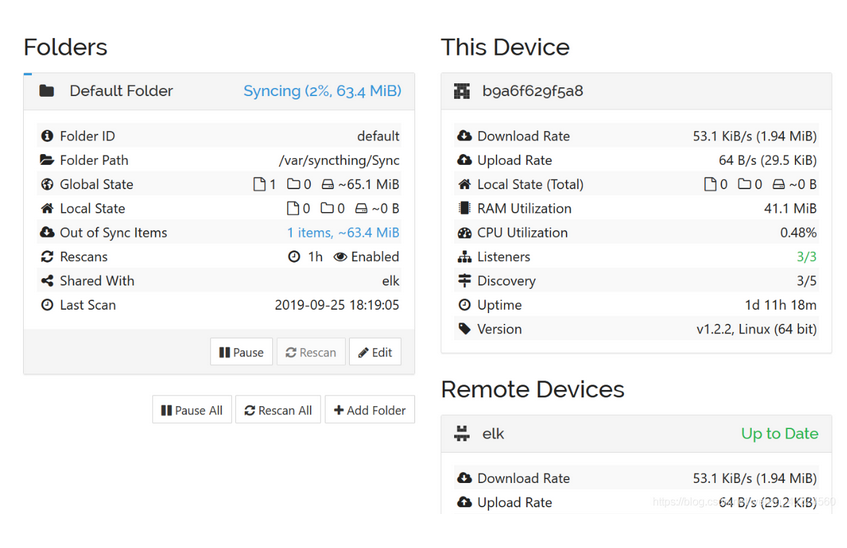 Folders
Default Folder Syncing (2%, 63.4 MiB)
Folder ID default
Folder Path /var/syncthing/Sync
Global State 1 0 ~65.1 MiB
Local State 0 0 ~0 B
Out of Sync Items 1 items, ~63.4 MiB
Rescans 1h Enabled
Shared With elk
Last Scan 2019-09-25 18:19:05
Pause Rescan Edit
Pause All Rescan All Add Folder
This Device
b9a6f629f5a8
Download Rate 53.1 KiB/s (1.94 MiB)
Upload Rate 64 B/s (29.5 KiB)
Local State (Total) 0 0 ~0 B
RAM Utilization 41.1 MiB
CPU Utilization 0.48%
Listeners 3/3
Discovery 3/5
Uptime 1d 11h 18m
Version v1.2.2, Linux (64 bit)
Remote Devices
elk Up to Date
Download Rate 53.1 KiB/s (1.94 MiB)
Upload Rate 64 B/s (29.2 KiB)